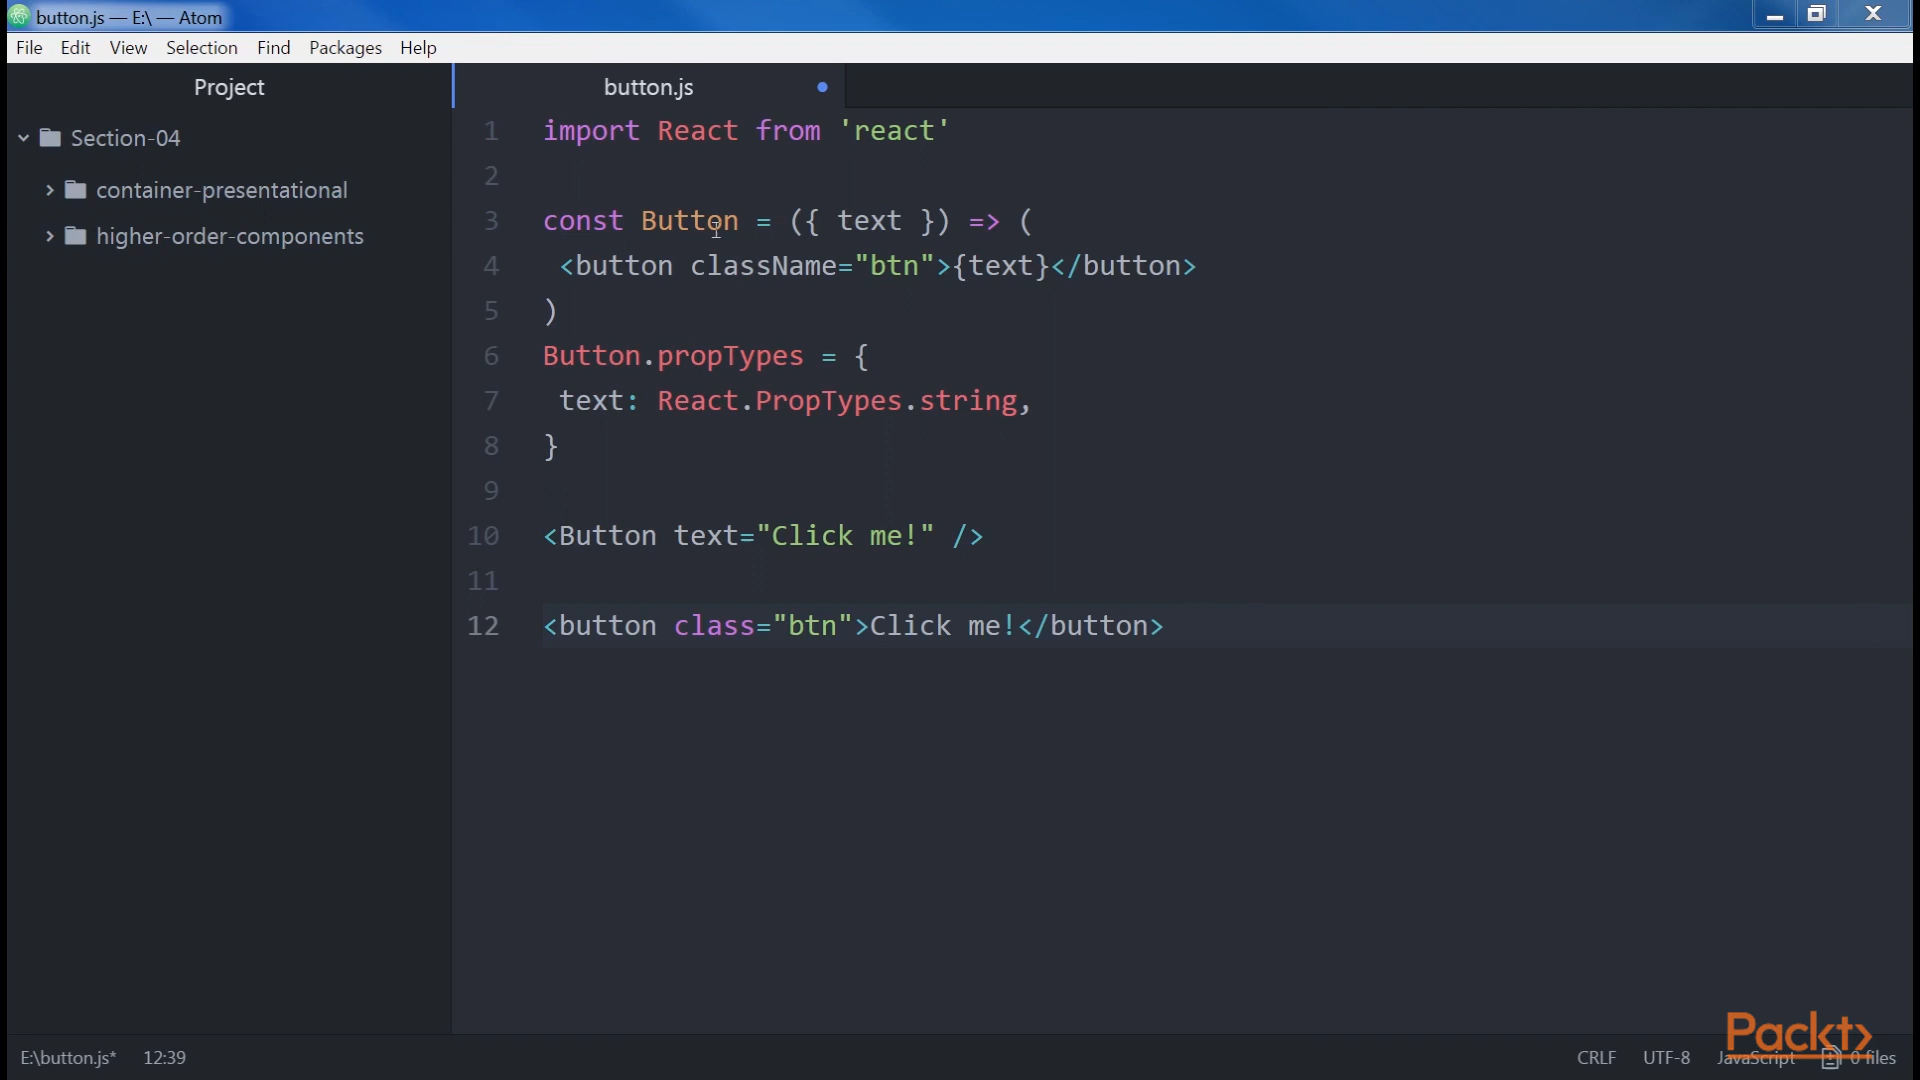 button.js — E:\ — Atom
File Edit View Selection Find Packages Help
Project
button.js
Section-04
container-presentational
higher-order-components
1 import React from 'react'
2
3 const Button = ({ text }) => (
4 <button className="btn">{text}</button>
5 )
6 Button.propTypes = {
7 text: React.PropTypes.string,
8 }
9
10 <Button text="Click me!" />
11
12 <button class="btn">Click me!</button>
Packt>
E:\button.js* 12:39 CRLF UTF-8 JavaScript 0 files